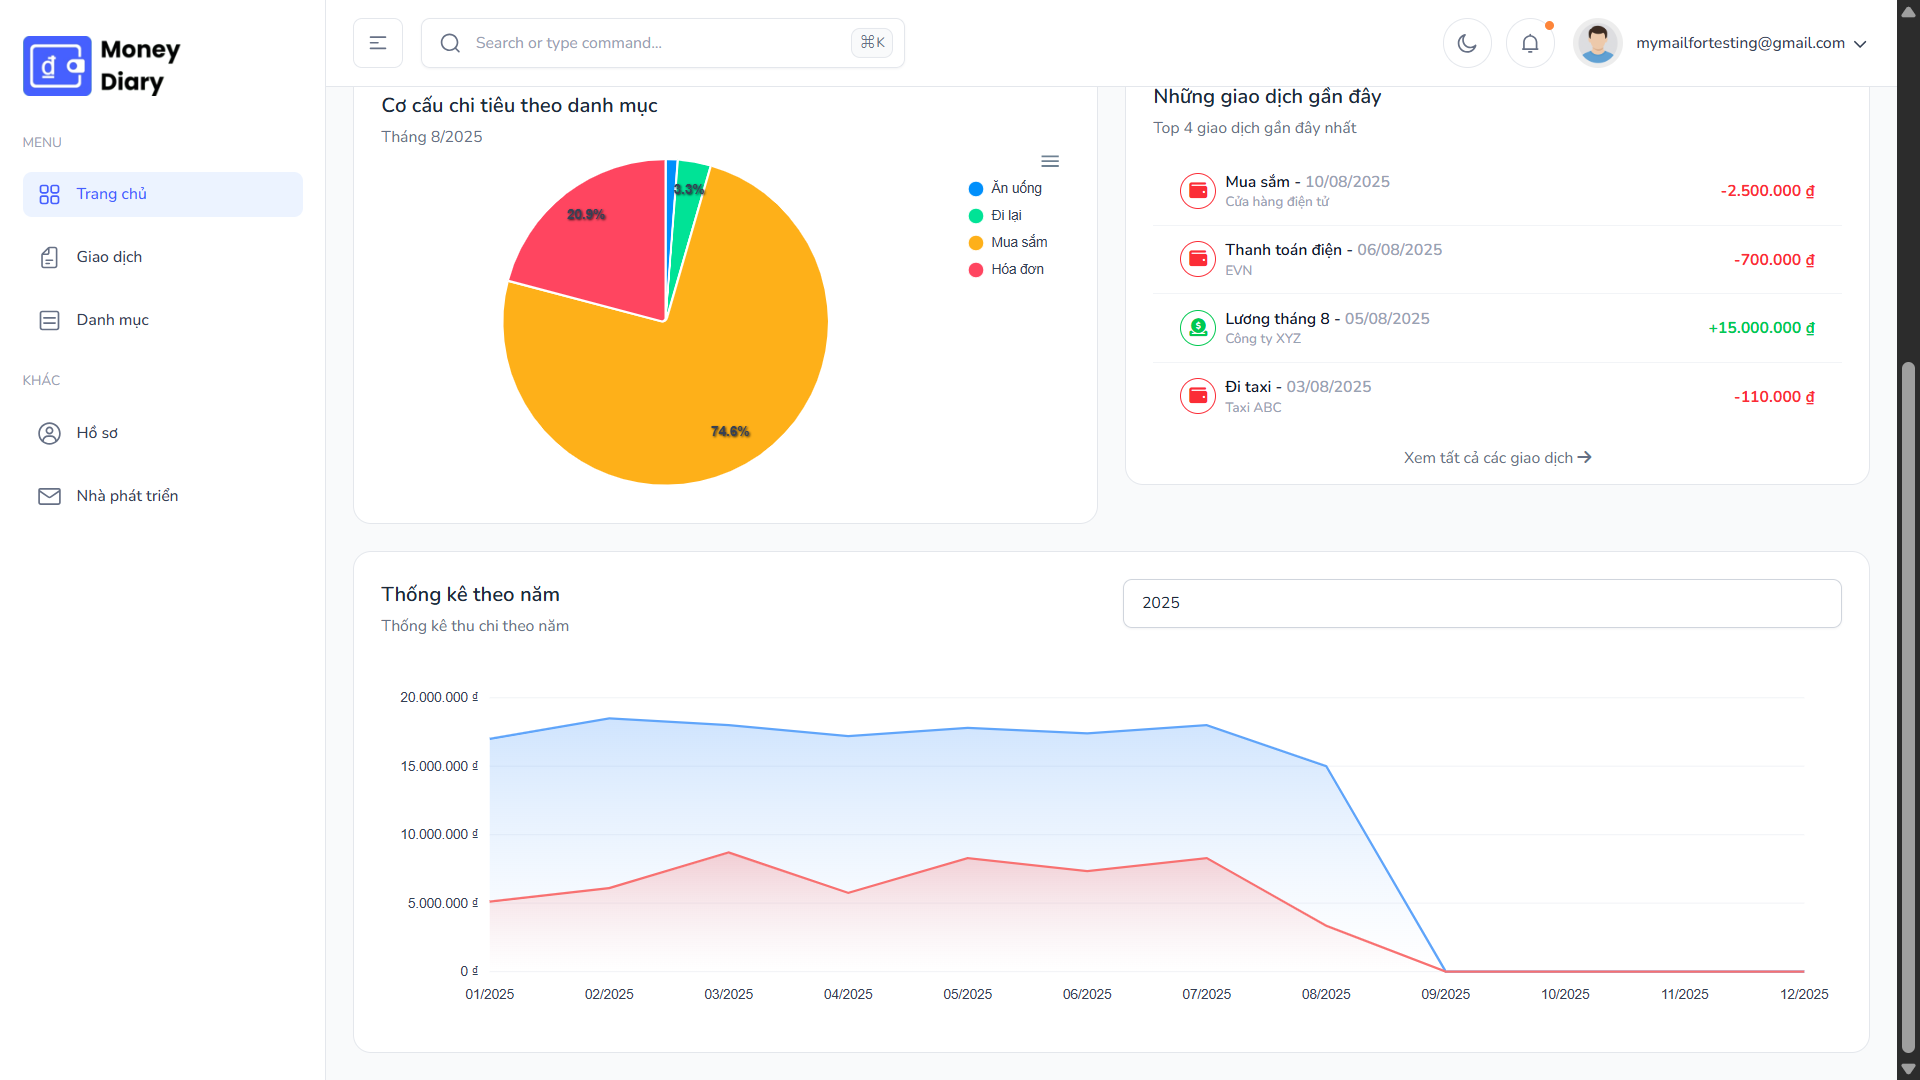 Money
Diary
MENU
Trang chủ
Giao dịch
Danh mục
KHÁC
Hồ sơ
Nhà phát triển
Search or type command...
⌘K
mymailfortesting@gmail.com
Cơ cấu chi tiêu theo danh mục
Tháng 8/2025
3.3%
20.9%
74.6%
Ăn uống
Đi lại
Mua sắm
Hóa đơn
Những giao dịch gần đây
Top 4 giao dịch gần đây nhất
Mua sắm - 10/08/2025
Cửa hàng điện tử
-2.500.000 ₫
Thanh toán điện - 06/08/2025
EVN
-700.000 ₫
Lương tháng 8 - 05/08/2025
Công ty XYZ
+15.000.000 ₫
Đi taxi - 03/08/2025
Taxi ABC
-110.000 ₫
Xem tất cả các giao dịch →
Thống kê theo năm
Thống kê thu chi theo năm
2025
20.000.000 ₫
15.000.000 ₫
10.000.000 ₫
5.000.000 ₫
0 ₫
01/2025 02/2025 03/2025 04/2025 05/2025 06/2025 07/2025 08/2025 09/2025 10/2025 11/2025 12/2025